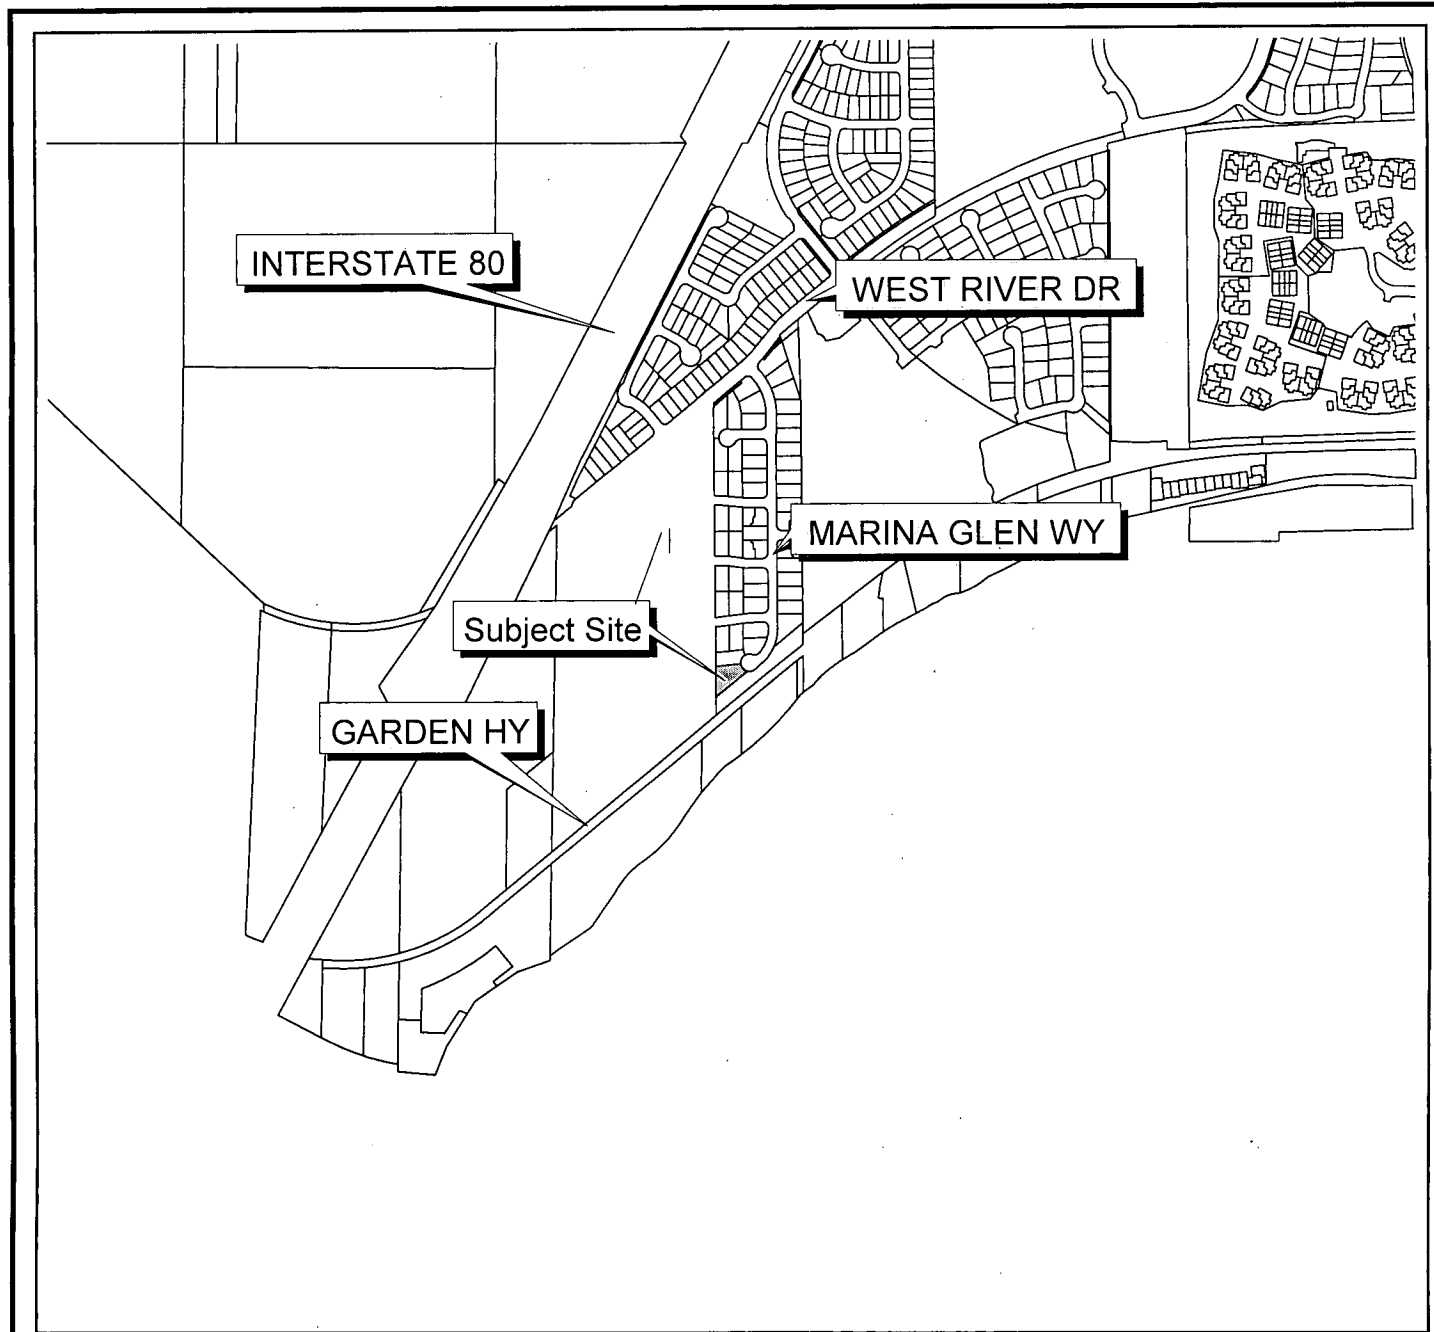 INTERSTATE 80
WEST RIVER DR
MARINA GLEN WY
Subject Site
GARDEN HY